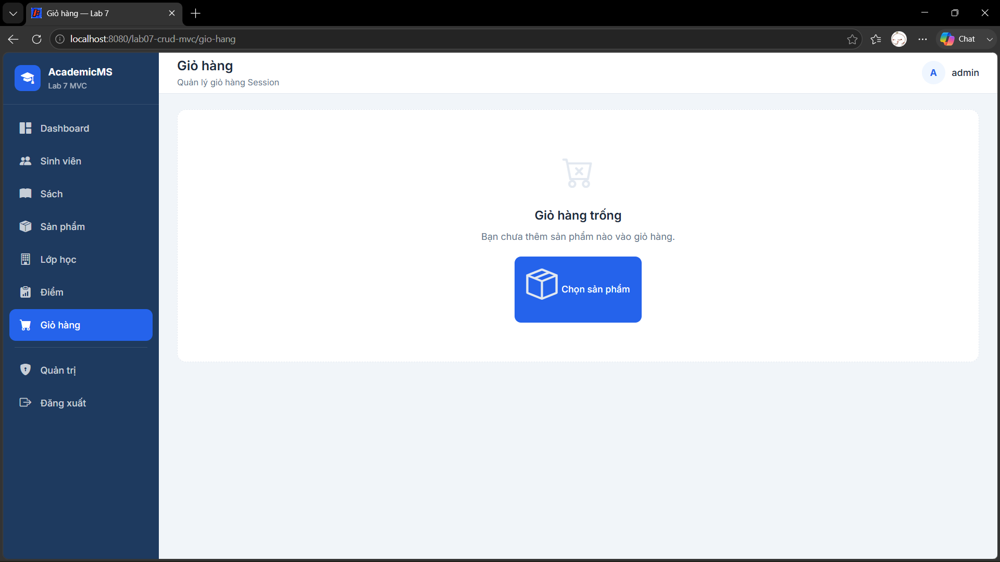 Giỏ hàng — Lab 7
localhost:8080/lab07-crud-mvc/gio-hang
Chat
AcademicMS
Lab 7 MVC
Dashboard
Sinh viên
Sách
Sản phẩm
Lớp học
Điểm
Giỏ hàng
Quản trị
Đăng xuất
Giỏ hàng
Quản lý giỏ hàng Session
A
admin
Giỏ hàng trống
Bạn chưa thêm sản phẩm nào vào giỏ hàng.
Chọn sản phẩm